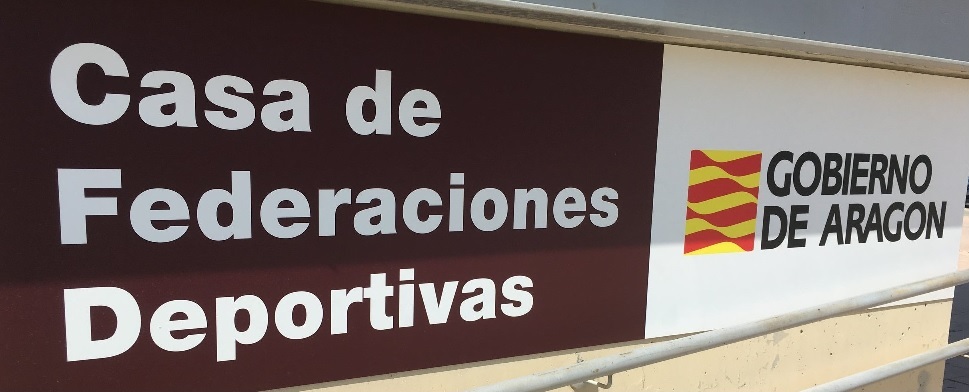 Casa de
Federaciones
Deportivas
GOBIERNO
DE ARAGON